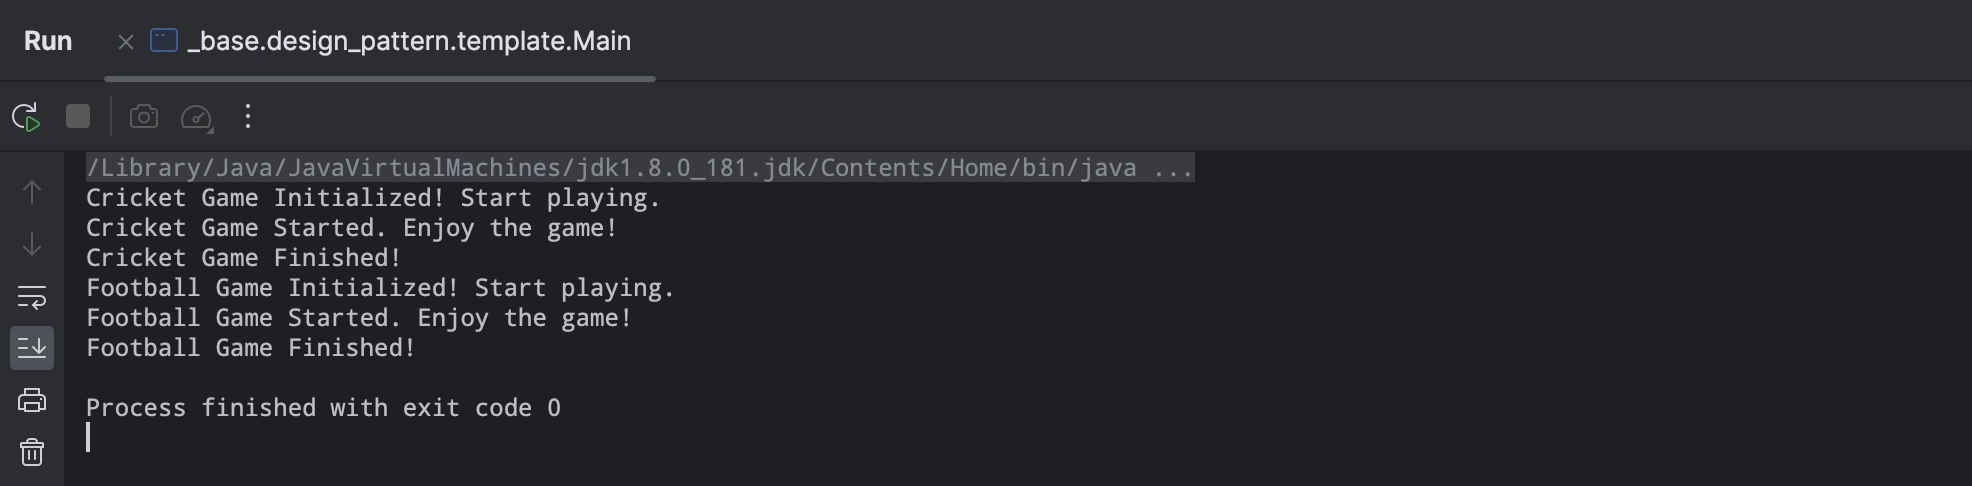 Run
_base.design_pattern.template.Main
/Library/Java/JavaVirtualMachines/jdk1.8.0_181.jdk/Contents/Home/bin/java ...
Cricket Game Initialized! Start playing.
Cricket Game Started. Enjoy the game!
Cricket Game Finished!
Football Game Initialized! Start playing.
Football Game Started. Enjoy the game!
Football Game Finished!
Process finished with exit code 0